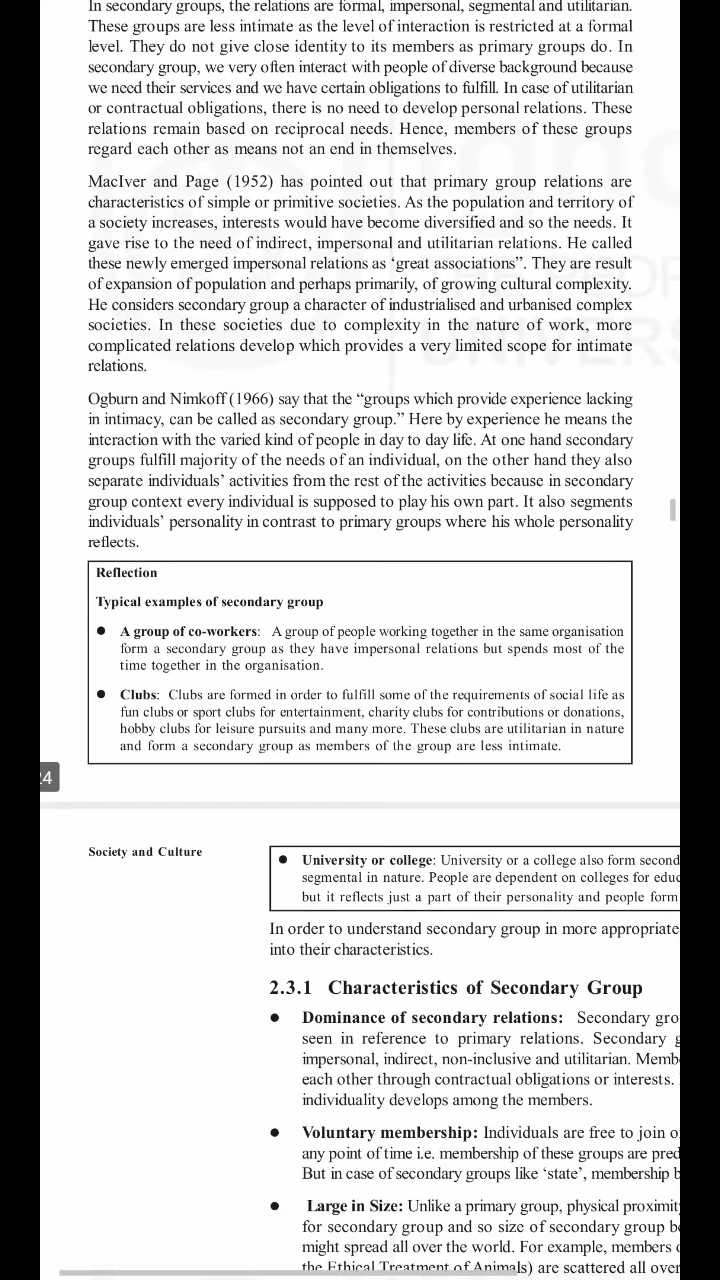 In secondary groups, the relations are formal, impersonal, segmental and utilitarian.
These groups are less intimate as the level of interaction is restricted at a formal
level. They do not give close identity to its members as primary groups do. In
secondary group, we very often interact with people of diverse background because
we need their services and we have certain obligations to fulfill. In case of utilitarian
or contractual obligations, there is no need to develop personal relations. These
relations remain based on reciprocal needs. Hence, members of these groups
regard each other as means not an end in themselves.
MacIver and Page (1952) has pointed out that primary group relations are
characteristics of simple or primitive societies. As the population and territory of
a society increases, interests would have become diversified and so the needs. It
gave rise to the need of indirect, impersonal and utilitarian relations. He called
these newly emerged impersonal relations as ‘great associations”. They are result
of expansion of population and perhaps primarily, of growing cultural complexity.
He considers secondary group a character of industrialised and urbanised complex
societies. In these societies due to complexity in the nature of work, more
complicated relations develop which provides a very limited scope for intimate
relations.
Ogburn and Nimkoff (1966) say that the “groups which provide experience lacking
in intimacy, can be called as secondary group.” Here by experience he means the
interaction with the varied kind of people in day to day life. At one hand secondary
groups fulfill majority of the needs of an individual, on the other hand they also
separate individuals’ activities from the rest of the activities because in secondary
group context every individual is supposed to play his own part. It also segments
individuals’ personality in contrast to primary groups where his whole personality
reflects.
Reflection
Typical examples of secondary group
● A group of co-workers: A group of people working together in the same organisation
form a secondary group as they have impersonal relations but spends most of the
time together in the organisation.
● Clubs: Clubs are formed in order to fulfill some of the requirements of social life as
fun clubs or sport clubs for entertainment, charity clubs for contributions or donations,
hobby clubs for leisure pursuits and many more. These clubs are utilitarian in nature
and form a secondary group as members of the group are less intimate.
4
Society and Culture
● University or college: University or a college also form second
segmental in nature. People are dependent on colleges for educ
but it reflects just a part of their personality and people form
In order to understand secondary group in more appropriate
into their characteristics.
2.3.1 Characteristics of Secondary Group
● Dominance of secondary relations: Secondary gro
seen in reference to primary relations. Secondary g
impersonal, indirect, non-inclusive and utilitarian. Memb
each other through contractual obligations or interests.
individuality develops among the members.
● Voluntary membership: Individuals are free to join o
any point of time i.e. membership of these groups are pred
But in case of secondary groups like ‘state’, membership b
● Large in Size: Unlike a primary group, physical proximity
for secondary group and so size of secondary group be
might spread all over the world. For example, members o
the Ethical Treatment of Animals) are scattered all over